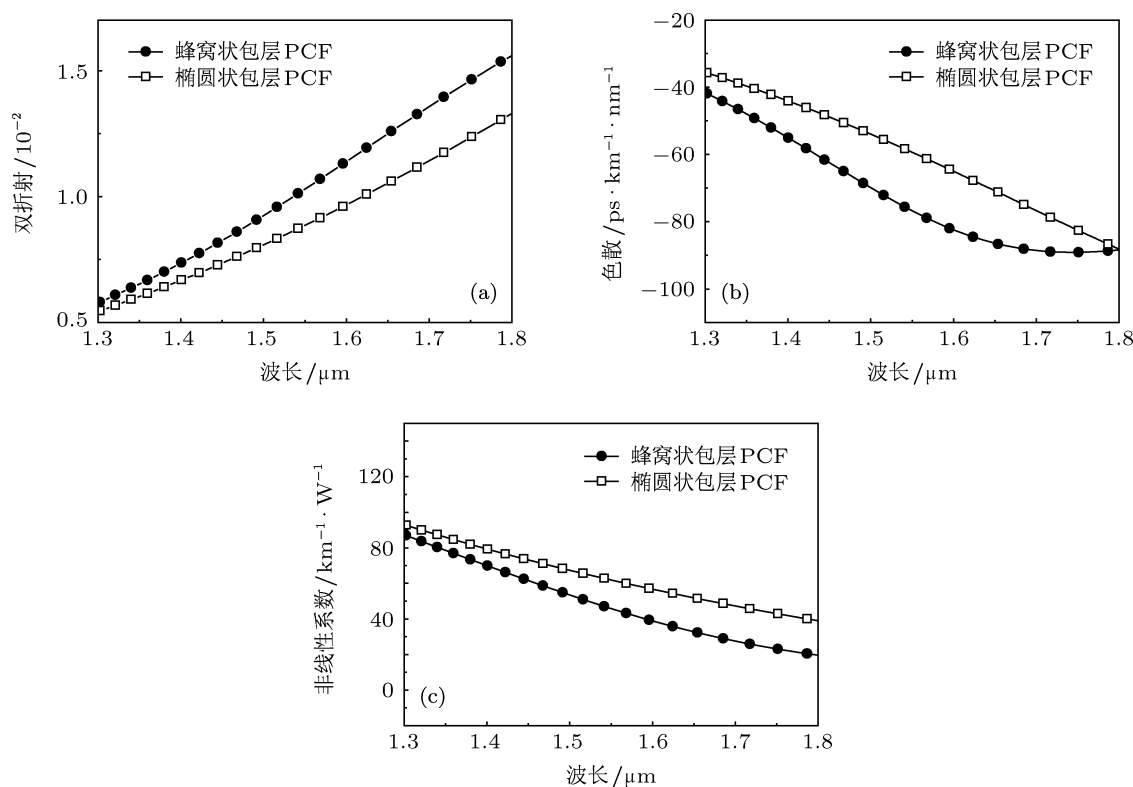 蜂窝状包层PCF
椭圆状包层PCF
1.5
1.0
0.5
双折射/10⁻²
(a)
1.3 1.4 1.5 1.6 1.7 1.8
波长/μm
−20
−40
−60
−80
−100
色散/ps·km⁻¹·nm⁻¹
蜂窝状包层PCF
椭圆状包层PCF
(b)
1.3 1.4 1.5 1.6 1.7 1.8
波长/μm
120
80
40
0
非线性系数/km⁻¹·W⁻¹
蜂窝状包层PCF
椭圆状包层PCF
(c)
1.3 1.4 1.5 1.6 1.7 1.8
波长/μm